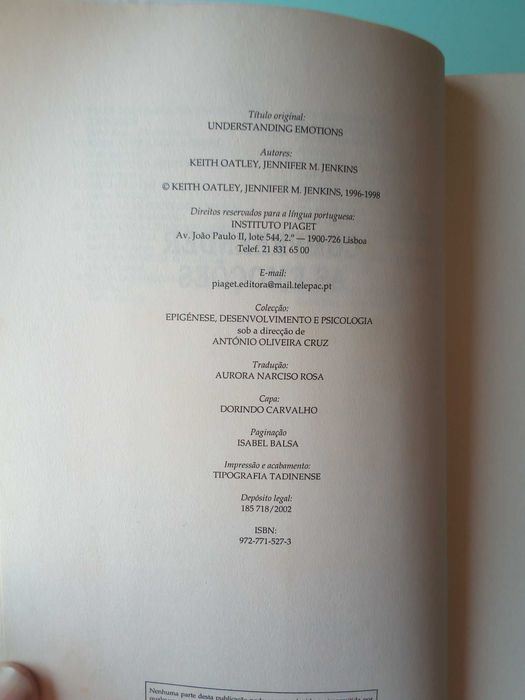 Título original:
UNDERSTANDING EMOTIONS
Autores:
KEITH OATLEY, JENNIFER M. JENKINS
© KEITH OATLEY, JENNIFER M. JENKINS, 1996-1998
Direitos reservados para a língua portuguesa:
INSTITUTO PIAGET
Av. João Paulo II, lote 544, 2.º — 1900-726 Lisboa
Telef. 21 831 65 00
E-mail:
piaget.editora@mail.telepac.pt
Colecção:
EPIGÉNESE, DESENVOLVIMENTO E PSICOLOGIA
sob a direcção de
ANTÓNIO OLIVEIRA CRUZ
Tradução:
AURORA NARCISO ROSA
Capa:
DORINDO CARVALHO
Paginação
ISABEL BALSA
Impressão e acabamento:
TIPOGRAFIA TADINENSE
Depósito legal:
185 718/2002
ISBN:
972-771-527-3
Nenhuma parte desta publicação